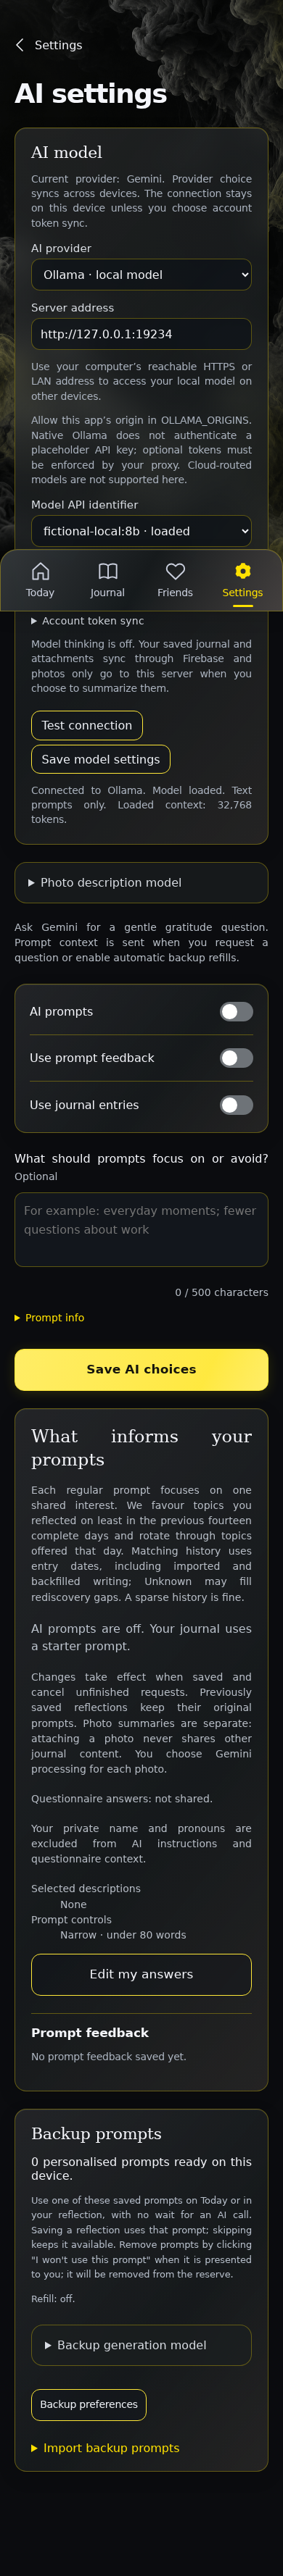 Settings
AI settings
AI model
Current provider: Gemini. Provider choice
syncs across devices. The connection stays
on this device unless you choose account
token sync.
AI provider
Ollama · local model
Server address
http://127.0.0.1:19234
Use your computer's reachable HTTPS or
LAN address to access your local model on
other devices.
Allow this app's origin in OLLAMA_ORIGINS.
Native Ollama does not authenticate a
placeholder API key; optional tokens must
be enforced by your proxy. Cloud-routed
models are not supported here.
Model API identifier
fictional-local:8b · loaded
Today
Journal
Friends
Settings
Account token sync
Model thinking is off. Your saved journal and
attachments sync through Firebase and
photos only go to this server when you
choose to summarize them.
Test connection
Save model settings
Connected to Ollama. Model loaded. Text
prompts only. Loaded context: 32,768
tokens.
Photo description model
Ask Gemini for a gentle gratitude question.
Prompt context is sent when you request a
question or enable automatic backup refills.
AI prompts
Use prompt feedback
Use journal entries
What should prompts focus on or avoid?
Optional
For example: everyday moments; fewer
questions about work
0 / 500 characters
Prompt info
Save AI choices
What informs your
prompts
Each regular prompt focuses on one
shared interest. We favour topics you
reflected on least in the previous fourteen
complete days and rotate through topics
offered that day. Matching history uses
entry dates, including imported and
backfilled writing; Unknown may fill
rediscovery gaps. A sparse history is fine.
AI prompts are off. Your journal uses
a starter prompt.
Changes take effect when saved and
cancel unfinished requests. Previously
saved reflections keep their original
prompts. Photo summaries are separate:
attaching a photo never shares other
journal content. You choose Gemini
processing for each photo.
Questionnaire answers: not shared.
Your private name and pronouns are
excluded from AI instructions and
questionnaire context.
Selected descriptions
None
Prompt controls
Narrow · under 80 words
Edit my answers
Prompt feedback
No prompt feedback saved yet.
Backup prompts
0 personalised prompts ready on this
device.
Use one of these saved prompts on Today or in
your reflection, with no wait for an AI call.
Saving a reflection uses that prompt; skipping
keeps it available. Remove prompts by clicking
"I won't use this prompt" when it is presented
to you; it will be removed from the reserve.
Refill: off.
Backup generation model
Backup preferences
Import backup prompts